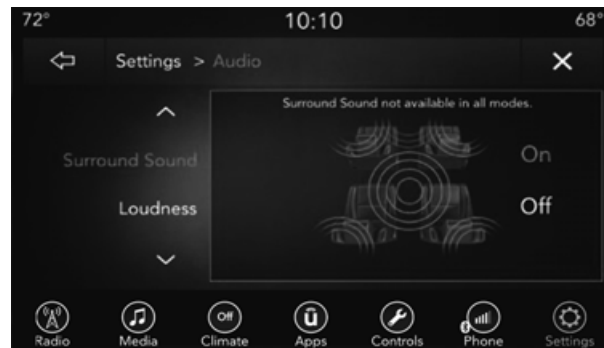 72° 10:10 68°
Settings > Audio
Surround Sound not available in all modes.
Surround Sound On
Loudness Off
Off
Radio Media Climate Apps Controls Phone Settings